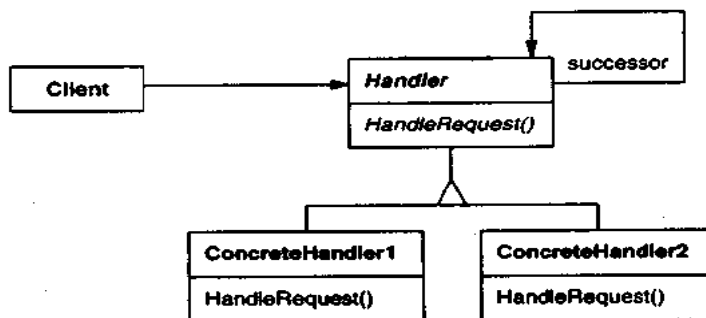 Client
Handler
successor
HandleRequest()
ConcreteHandler1
HandleRequest()
ConcreteHandler2
HandleRequest()